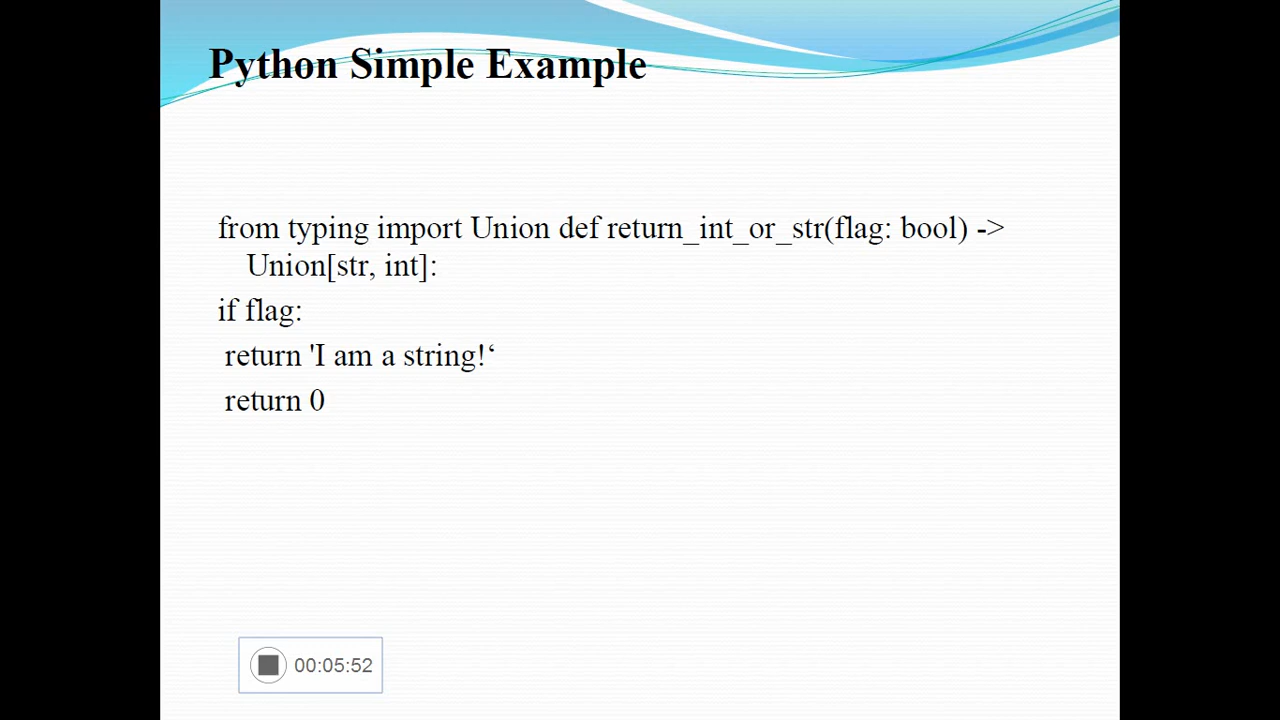 Python Simple Example
from typing import Union def return_int_or_str(flag: bool) ->
Union[str, int]:
if flag:
return 'I am a string!‘
return 0
00:05:52